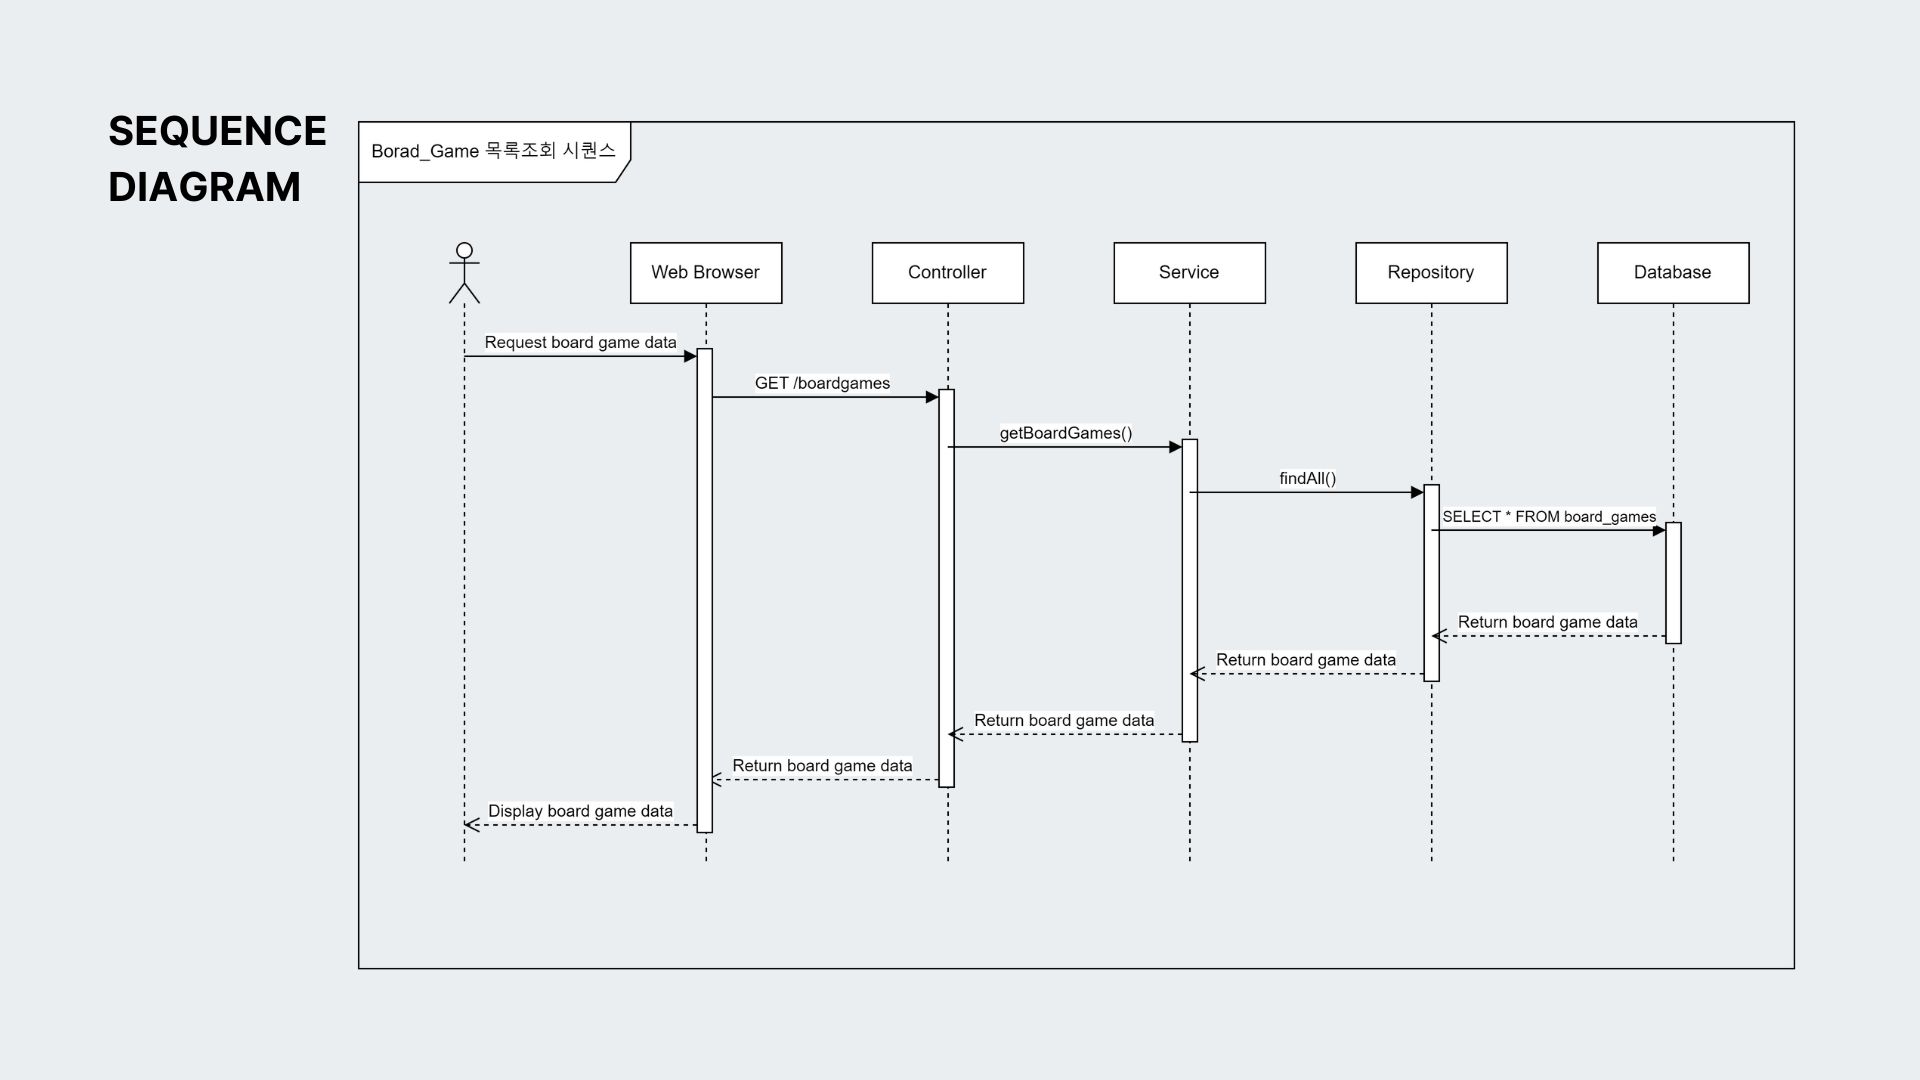 SEQUENCE
DIAGRAM
Borad_Game 목록조회 시퀀스
Web Browser
Controller
Service
Repository
Database
Request board game data
GET /boardgames
getBoardGames()
findAll()
SELECT * FROM board_games
Return board game data
Return board game data
Return board game data
Return board game data
Display board game data